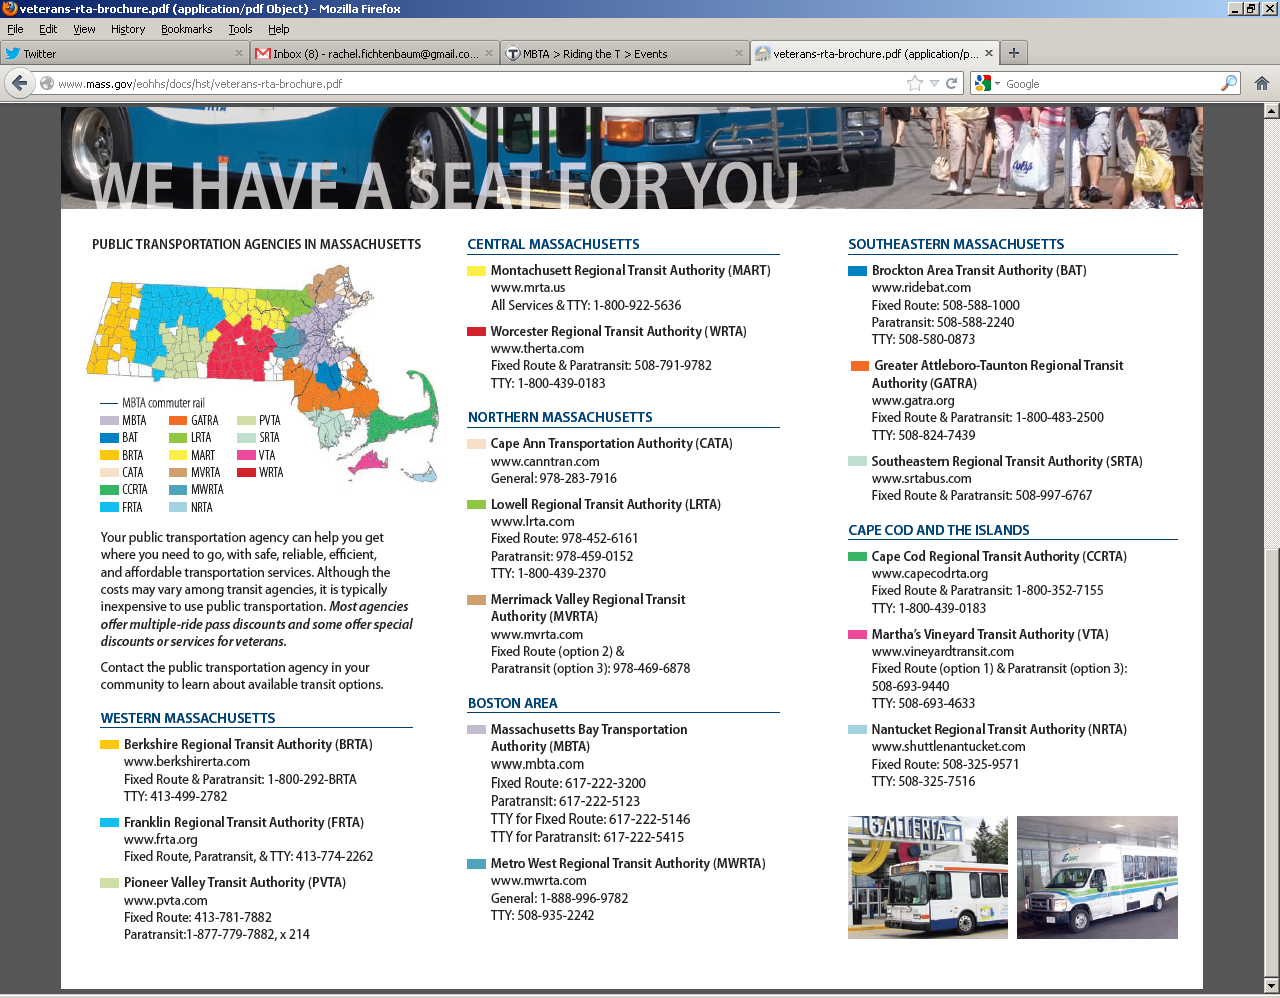 veterans-rta-brochure.pdf (application/pdf Object) - Mozilla Firefox
File Edit View History Bookmarks Tools Help
Twitter
Inbox (8) - rachel.fichtenbaum@gmail.co...
MBTA > Riding the T > Events
veterans-rta-brochure.pdf (application/p...
www.mass.gov/eohhs/docs/hst/veterans-rta-brochure.pdf
Google
WE HAVE A SEAT FOR YOU
PUBLIC TRANSPORTATION AGENCIES IN MASSACHUSETTS
MBTA commuter rail
MBTA GATRA PVTA
BAT LRTA SRTA
BRTA MART VTA
CATA MVRTA WRTA
CCRTA MWRTA
FRTA NRTA
Your public transportation agency can help you get
where you need to go, with safe, reliable, efficient,
and affordable transportation services. Although the
costs may vary among transit agencies, it is typically
inexpensive to use public transportation. Most agencies
offer multiple-ride pass discounts and some offer special
discounts or services for veterans.
Contact the public transportation agency in your
community to learn about available transit options.
WESTERN MASSACHUSETTS
Berkshire Regional Transit Authority (BRTA)
www.berkshirerta.com
Fixed Route & Paratransit: 1-800-292-BRTA
TTY: 413-499-2782
Franklin Regional Transit Authority (FRTA)
www.frta.org
Fixed Route, Paratransit, & TTY: 413-774-2262
Pioneer Valley Transit Authority (PVTA)
www.pvta.com
Fixed Route: 413-781-7882
Paratransit:1-877-779-7882, x 214
CENTRAL MASSACHUSETTS
Montachusett Regional Transit Authority (MART)
www.mrta.us
All Services & TTY: 1-800-922-5636
Worcester Regional Transit Authority (WRTA)
www.therta.com
Fixed Route & Paratransit: 508-791-9782
TTY: 1-800-439-0183
NORTHERN MASSACHUSETTS
Cape Ann Transportation Authority (CATA)
www.canntran.com
General: 978-283-7916
Lowell Regional Transit Authority (LRTA)
www.lrta.com
Fixed Route: 978-452-6161
Paratransit: 978-459-0152
TTY: 1-800-439-2370
Merrimack Valley Regional Transit
Authority (MVRTA)
www.mvrta.com
Fixed Route (option 2) &
Paratransit (option 3): 978-469-6878
BOSTON AREA
Massachusetts Bay Transportation
Authority (MBTA)
www.mbta.com
Fixed Route: 617-222-3200
Paratransit: 617-222-5123
TTY for Fixed Route: 617-222-5146
TTY for Paratransit: 617-222-5415
Metro West Regional Transit Authority (MWRTA)
www.mwrta.com
General: 1-888-996-9782
TTY: 508-935-2242
SOUTHEASTERN MASSACHUSETTS
Brockton Area Transit Authority (BAT)
www.ridebat.com
Fixed Route: 508-588-1000
Paratransit: 508-588-2240
TTY: 508-580-0873
Greater Attleboro-Taunton Regional Transit
Authority (GATRA)
www.gatra.org
Fixed Route & Paratransit: 1-800-483-2500
TTY: 508-824-7439
Southeastern Regional Transit Authority (SRTA)
www.srtabus.com
Fixed Route & Paratransit: 508-997-6767
CAPE COD AND THE ISLANDS
Cape Cod Regional Transit Authority (CCRTA)
www.capecodrta.org
Fixed Route & Paratransit: 1-800-352-7155
TTY: 1-800-439-0183
Martha's Vineyard Transit Authority (VTA)
www.vineyardtransit.com
Fixed Route (option 1) & Paratransit (option 3):
508-693-9440
TTY: 508-693-4633
Nantucket Regional Transit Authority (NRTA)
www.shuttlenantucket.com
Fixed Route: 508-325-9571
TTY: 508-325-7516
GALLERIA